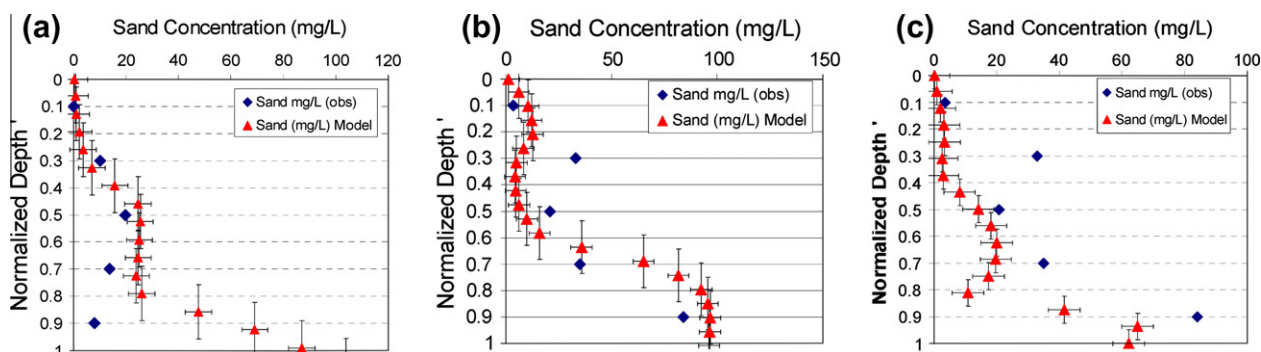 (a) Sand Concentration (mg/L)
0 20 40 60 80 100 120
Normalized Depth '
0
0.1
0.2
0.3
0.4
0.5
0.6
0.7
0.8
0.9
1
Sand mg/L (obs)
Sand (mg/L) Model
(b) Sand Concentration (mg/L)
0 50 100 150
Normalized Depth '
0
0.1
0.2
0.3
0.4
0.5
0.6
0.7
0.8
0.9
1
Sand mg/L (obs)
Sand (mg/L) Model
(c) Sand Concentration (mg/L)
0 20 40 60 80 100
Normalized Depth '
0
0.1
0.2
0.3
0.4
0.5
0.6
0.7
0.8
0.9
1
Sand mg/L (obs)
Sand (mg/L) Model